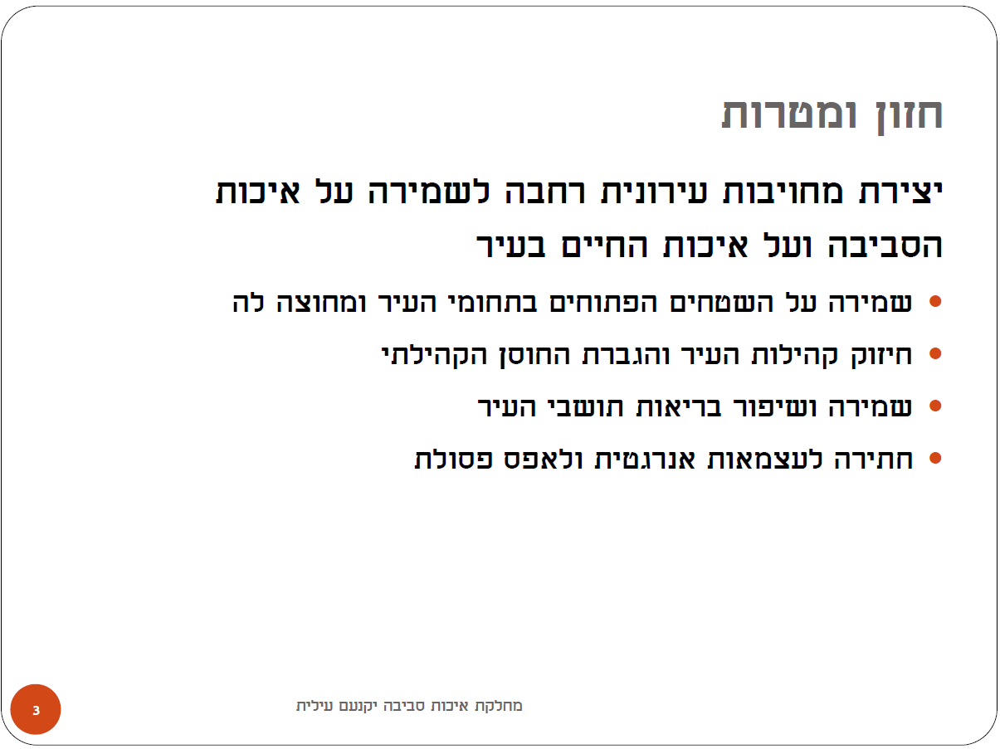 חזון ומטרות
יצירת מחויבות עירונית רחבה לשמירה על איכות
הסביבה ועל איכות החיים בעיר
• שמירה על השטחים הפתוחים בתחומי העיר ומחוצה לה
• חיזוק קהילות העיר והגברת החוסן הקהילתי
• שמירה ושיפור בריאות תושבי העיר
• חתירה לעצמאות אנרגטית ולאפס פסולת
מחלקת איכות סביבה יקנעם עילית
3